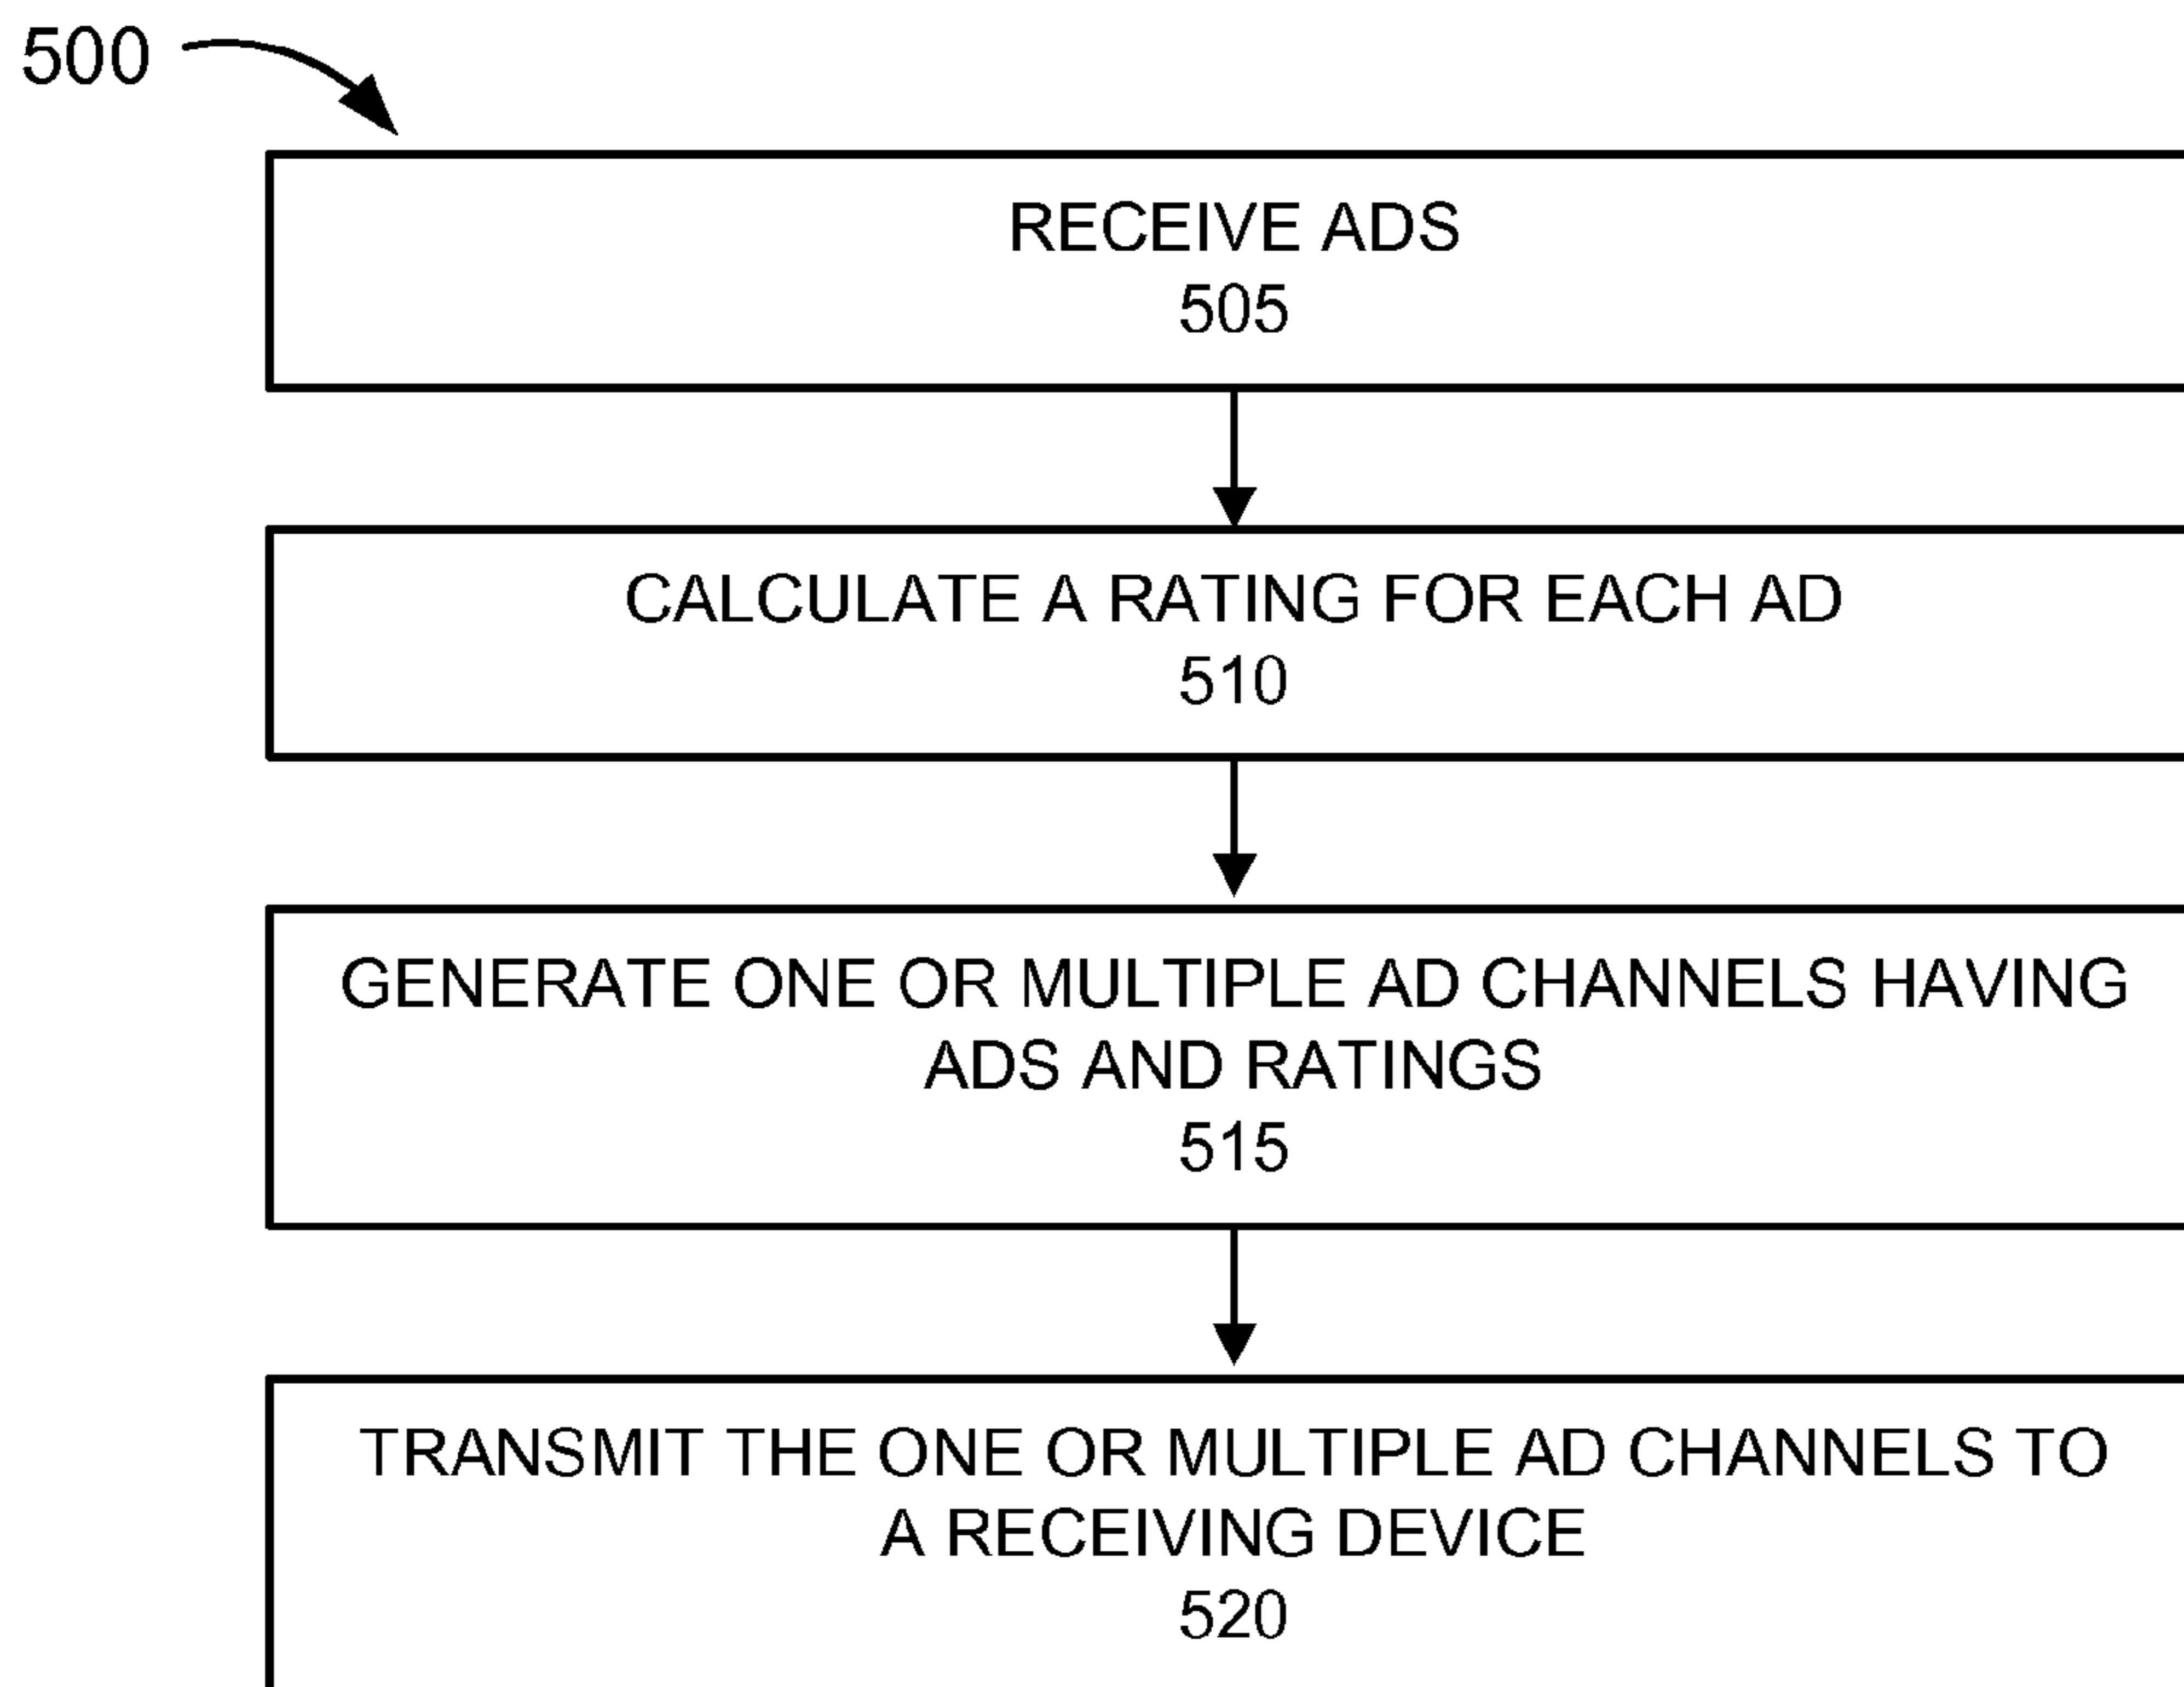 500
RECEIVE ADS
505
CALCULATE A RATING FOR EACH AD
510
GENERATE ONE OR MULTIPLE AD CHANNELS HAVING
ADS AND RATINGS
515
TRANSMIT THE ONE OR MULTIPLE AD CHANNELS TO
A RECEIVING DEVICE
520